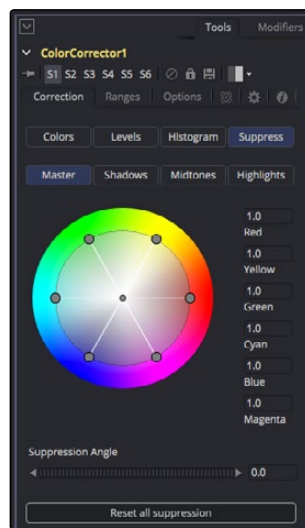 Tools Modifiers
ColorCorrector1
S1 S2 S3 S4 S5 S6
Correction Ranges Options
Colors Levels Histogram Suppress
Master Shadows Midtones Highlights
1.0
Red
1.0
Yellow
1.0
Green
1.0
Cyan
1.0
Blue
1.0
Magenta
Suppression Angle
0.0
Reset all suppression